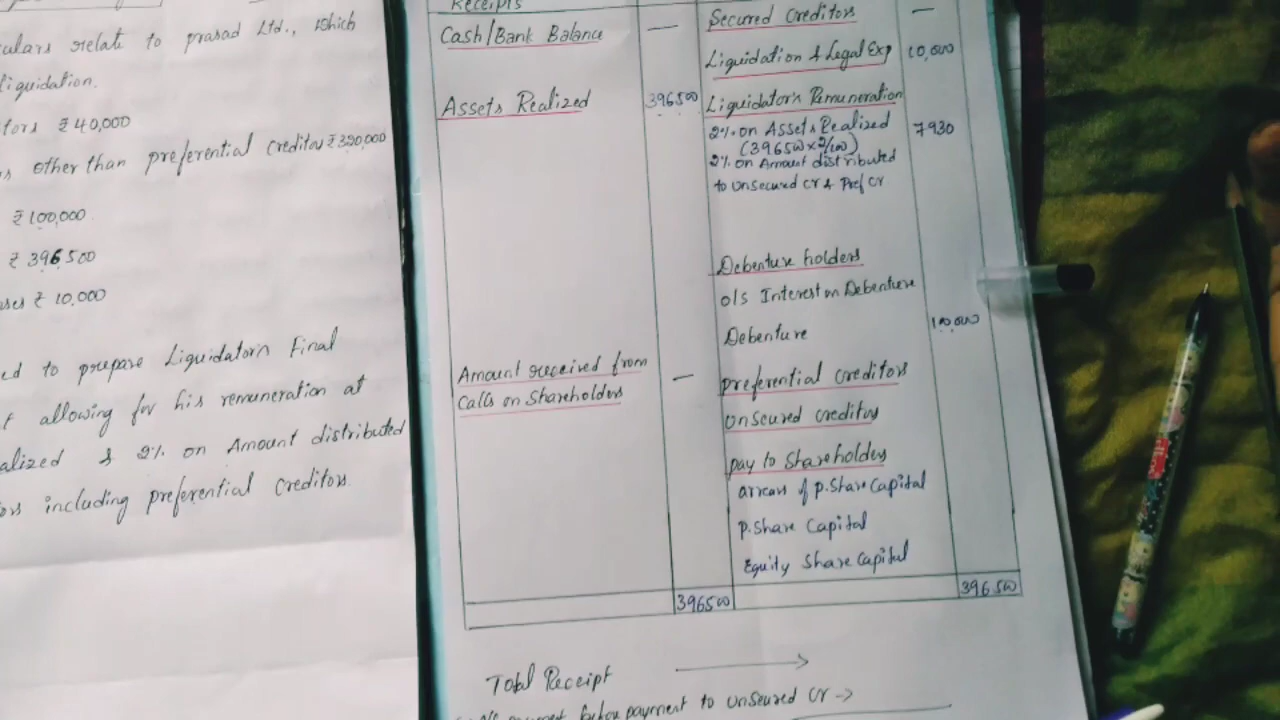 culars relate to prasad Ltd., which
liquidation.
tors ₹ 40,000
s other than preferential creditor ₹ 320,000
₹ 100,000
₹ 396 500
ses ₹ 10,000
ed to prepare Liquidator's Final
t allowing for his remuneration at
alized & 2% on Amount distributed
ors including preferential creditors.
Receipts
Cash/Bank Balance —
Assets Realized 396500
Amount received from —
Calls on Shareholders
396500
Secured Creditors —
Liquidation & Legal Exp 10,000
Liquidator's Remuneration
2% on Assets Realized 7930
(396500 x 2/100)
2% on Amount distributed
to Unsecured Cr & Pref Cr
Debenture holders
o/s Interest on Debenture
Debenture 100,000
preferential creditors
Unsecured creditors
pay to Shareholders
arrears of P.Share Capital
P.Share Capital
Equity Share Capital
396500
Total Receipt →
payment before payment to Unsecured Cr →